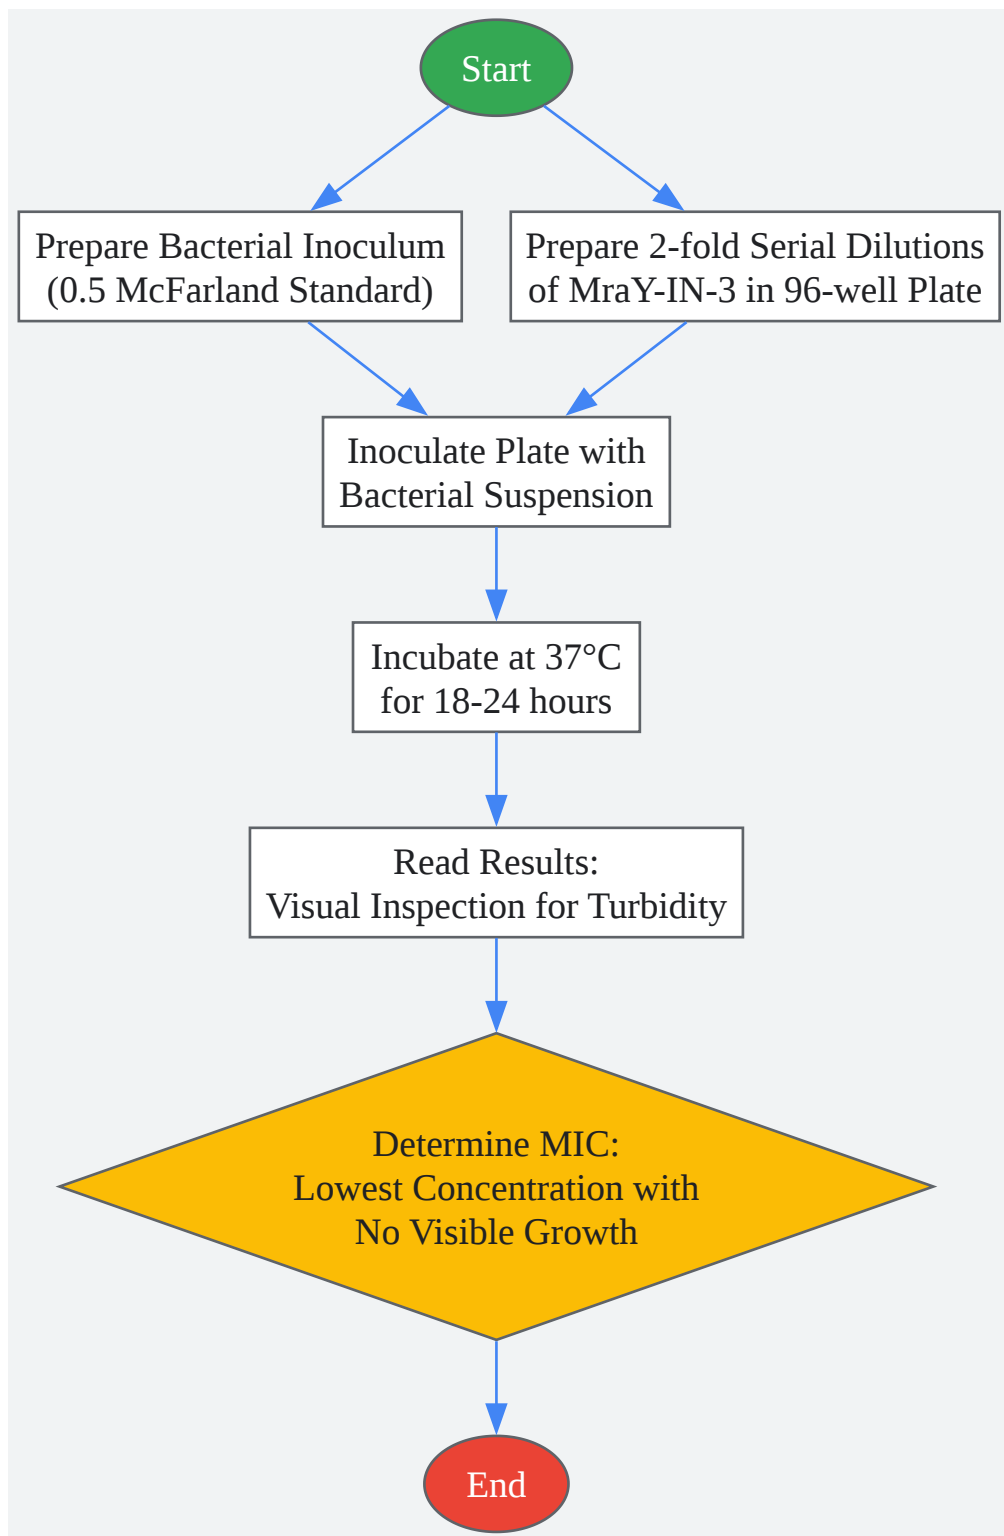 Start
Prepare Bacterial Inoculum
(0.5 McFarland Standard)
Prepare 2-fold Serial Dilutions
of MraY-IN-3 in 96-well Plate
Inoculate Plate with
Bacterial Suspension
Incubate at 37°C
for 18-24 hours
Read Results:
Visual Inspection for Turbidity
Determine MIC:
Lowest Concentration with
No Visible Growth
End